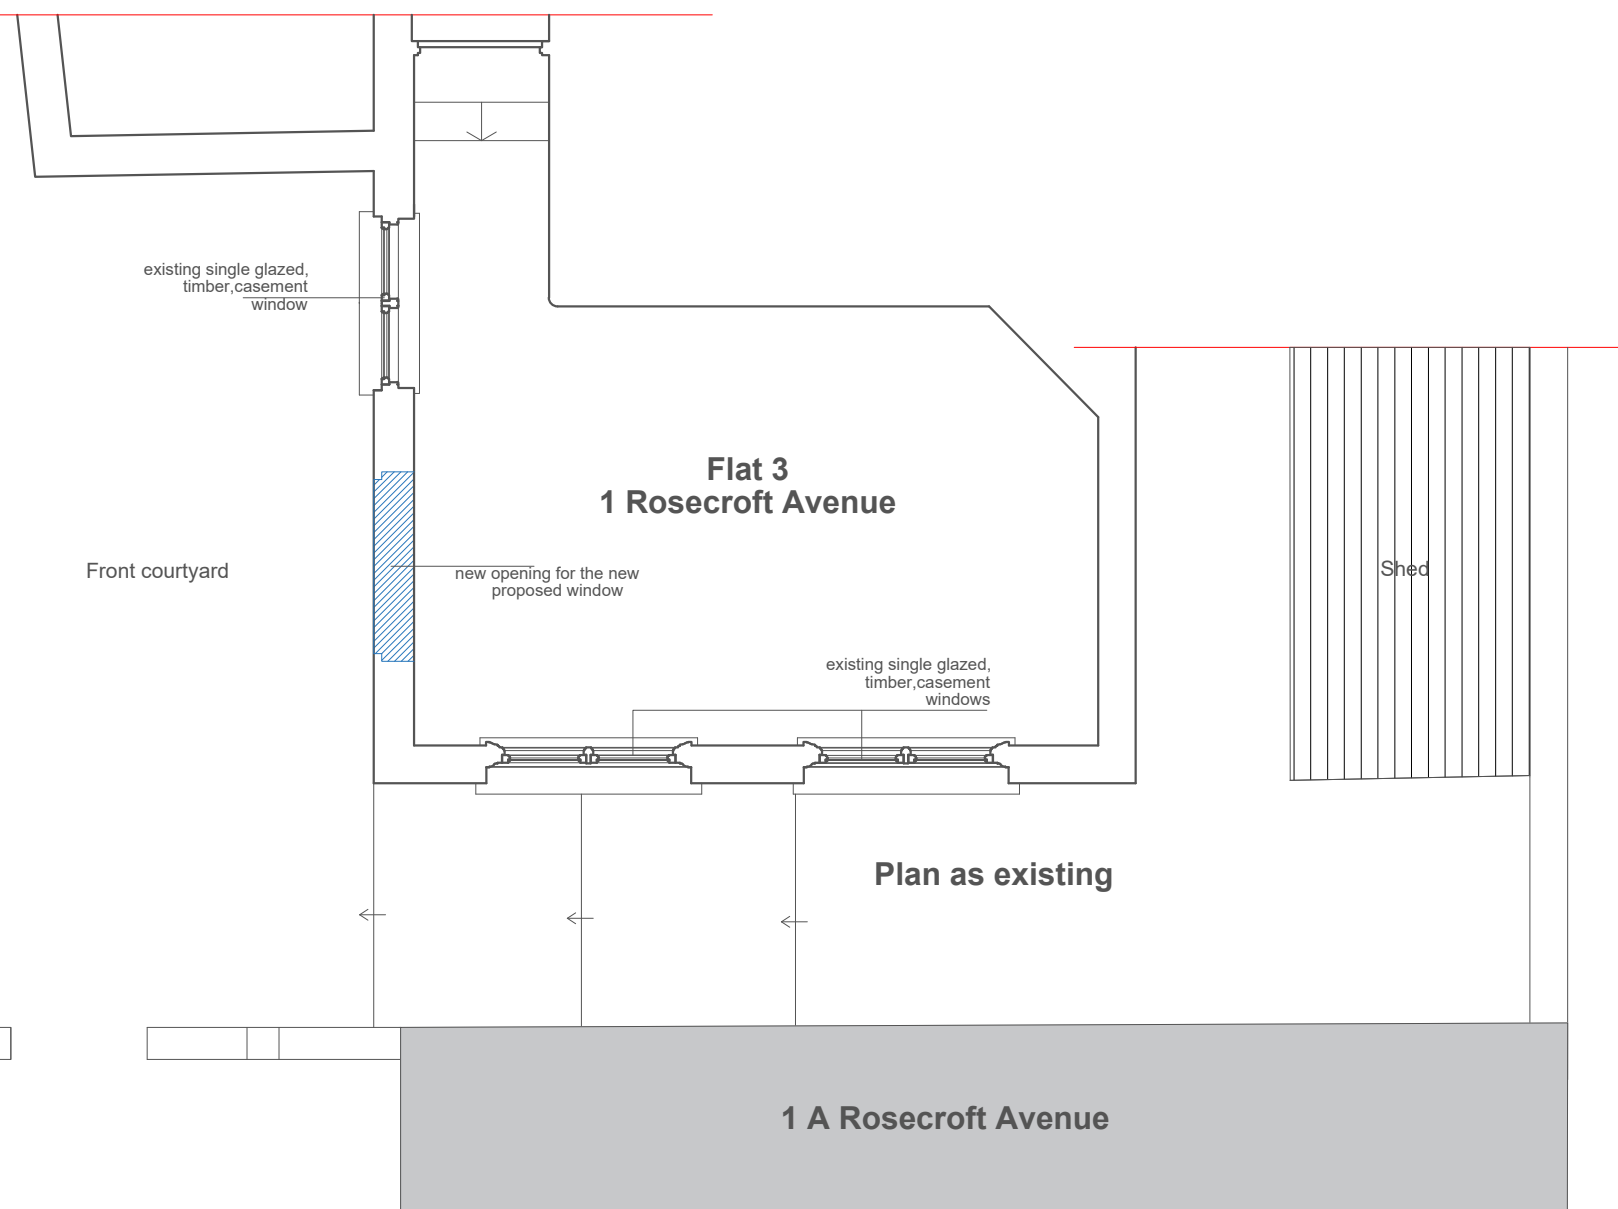 existing single glazed,
timber,casement
window
Flat 3
1 Rosecroft Avenue
Front courtyard
new opening for the new
proposed window
Shed
existing single glazed,
timber,casement
windows
Plan as existing
1 A Rosecroft Avenue